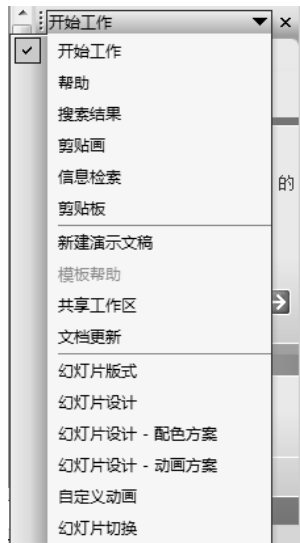 开始工作
开始工作
帮助
搜索结果
剪贴画
信息检索
剪贴板
新建演示文稿
模板帮助
共享工作区
文档更新
幻灯片版式
幻灯片设计
幻灯片设计 - 配色方案
幻灯片设计 - 动画方案
自定义动画
幻灯片切换
的